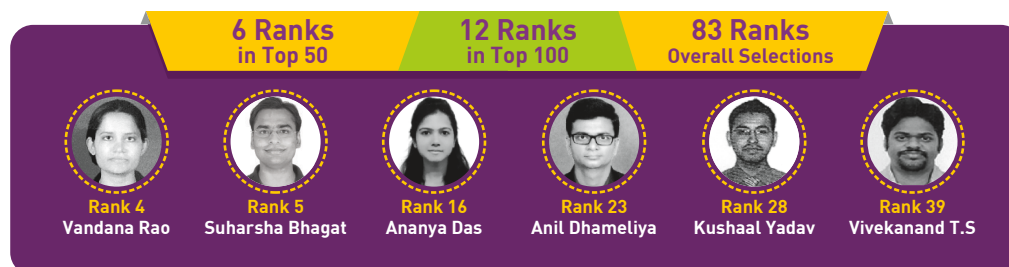 6 Ranks
in Top 50
12 Ranks
in Top 100
83 Ranks
Overall Selections
Rank 4
Vandana Rao
Rank 5
Suharsha Bhagat
Rank 16
Ananya Das
Rank 23
Anil Dhameliya
Rank 28
Kushaal Yadav
Rank 39
Vivekanand T.S